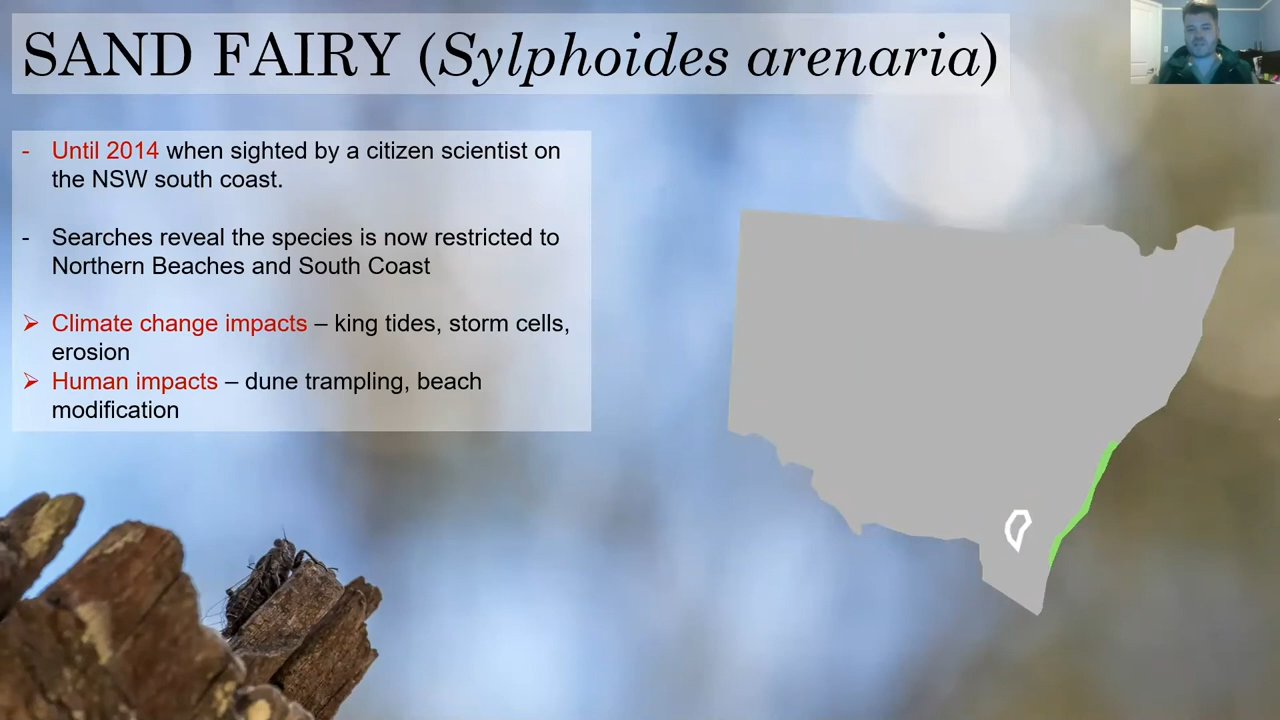 SAND FAIRY (Sylphoides arenaria)
- Until 2014 when sighted by a citizen scientist on
the NSW south coast.
- Searches reveal the species is now restricted to
Northern Beaches and South Coast
➢ Climate change impacts – king tides, storm cells,
erosion
➢ Human impacts – dune trampling, beach
modification